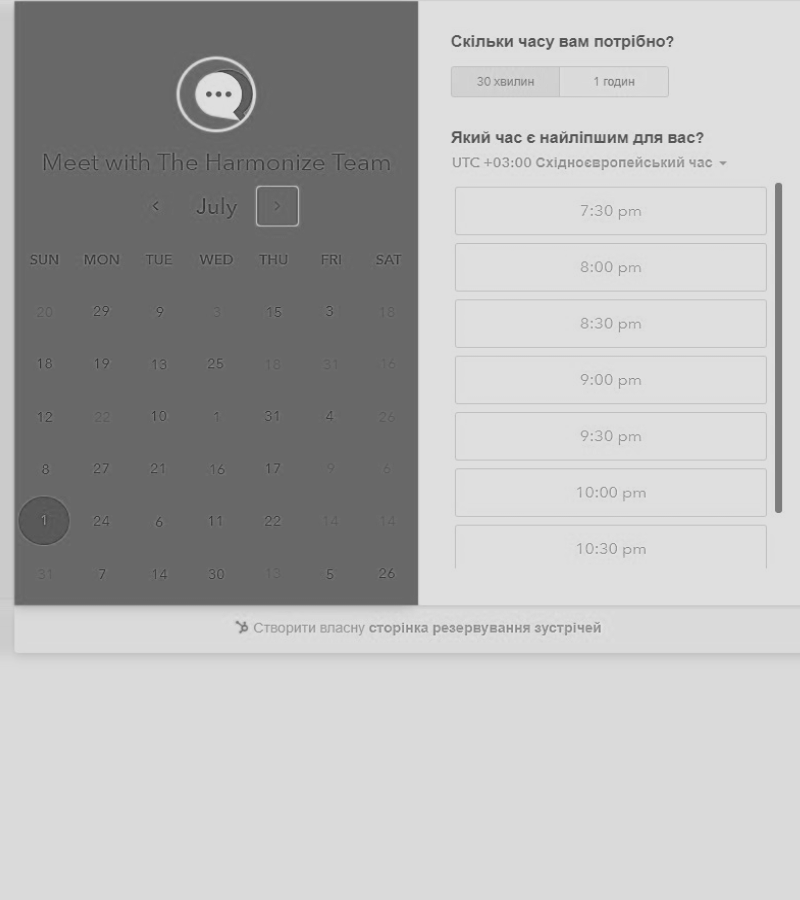 Meet with The Harmonize Team
July
SUN MON TUE WED THU FRI SAT
20 29 9 3 15 3 18
18 19 13 25 18 31 16
12 22 10 1 31 4 26
8 27 21 16 17 9 6
1 24 6 11 22 14 14
31 7 14 30 13 5 26
Скільки часу вам потрібно?
30 хвилин 1 годин
Який час є найліпшим для вас?
UTC +03:00 Східноєвропейський час
7:30 pm
8:00 pm
8:30 pm
9:00 pm
9:30 pm
10:00 pm
10:30 pm
Створити власну сторінка резервування зустрічей